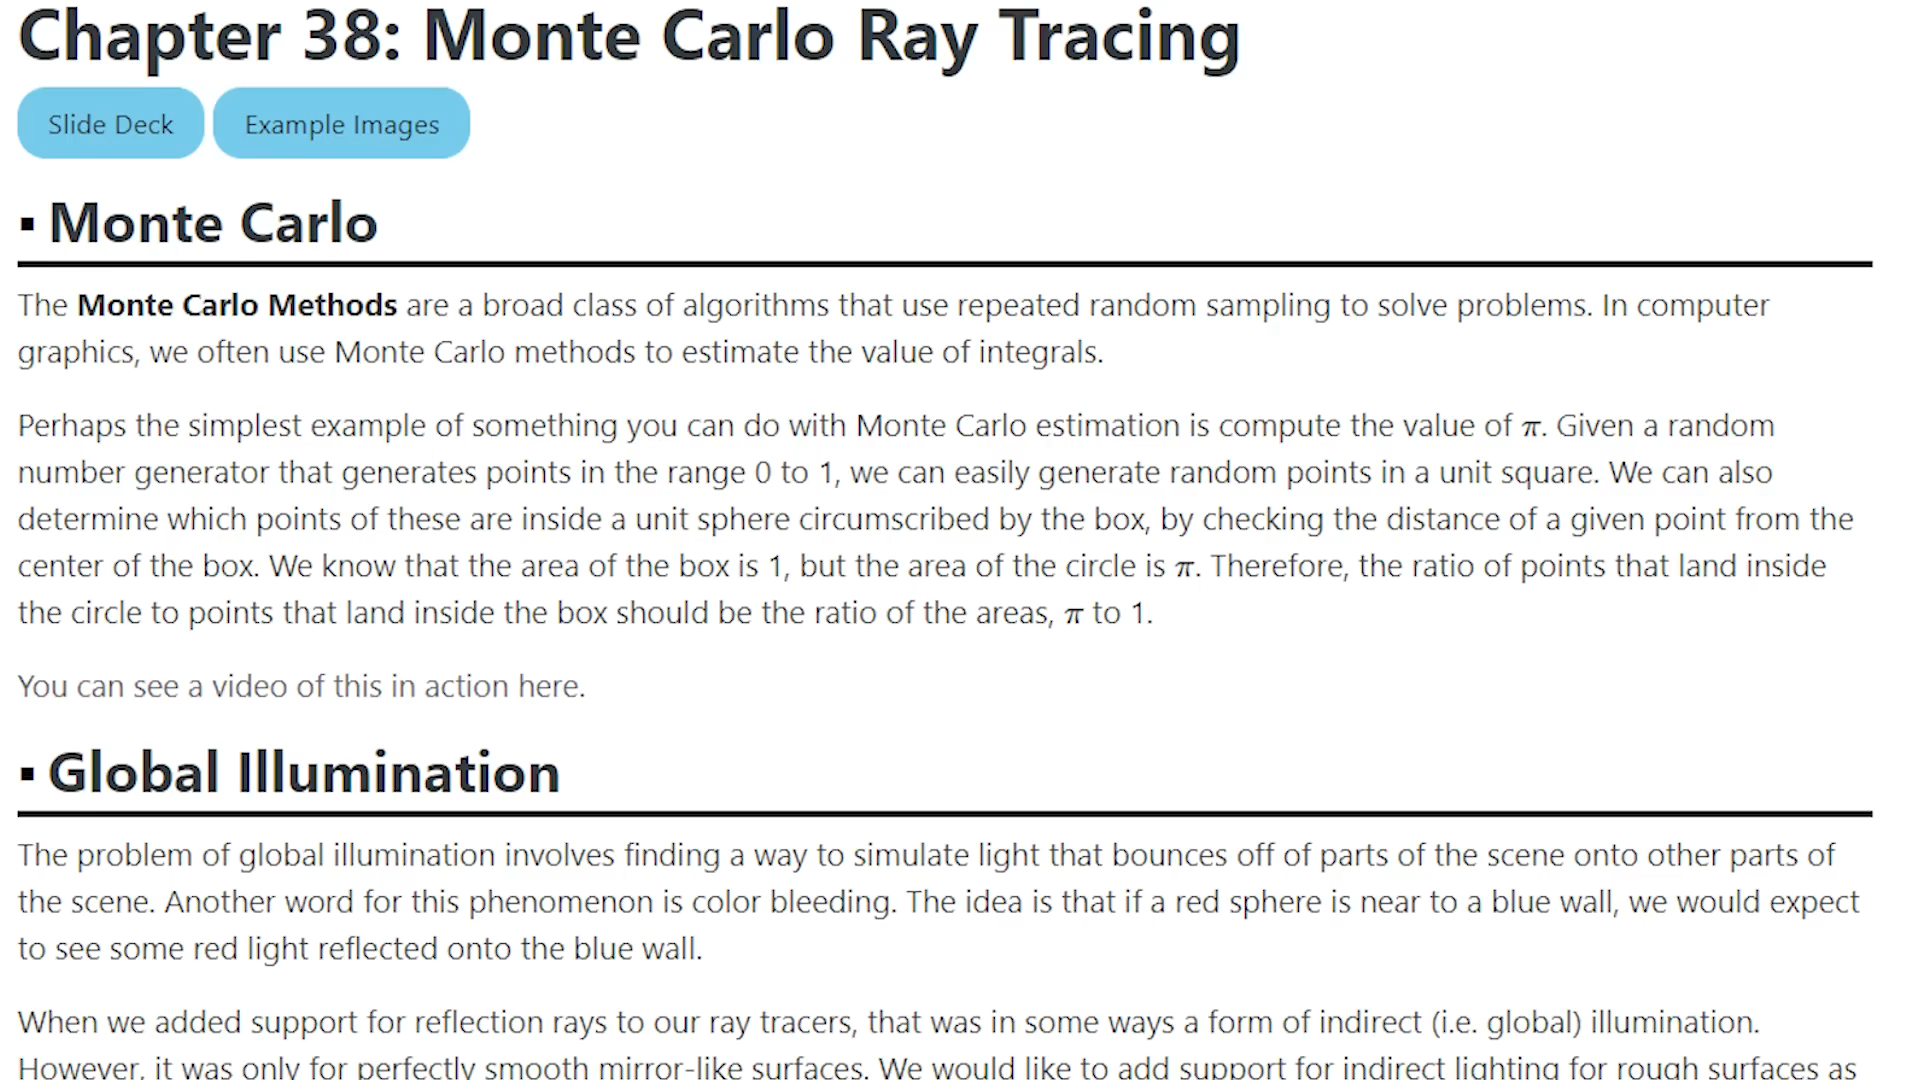 Chapter 38: Monte Carlo Ray Tracing
Slide Deck
Example Images
▪ Monte Carlo
The Monte Carlo Methods are a broad class of algorithms that use repeated random sampling to solve problems. In computer
graphics, we often use Monte Carlo methods to estimate the value of integrals.
Perhaps the simplest example of something you can do with Monte Carlo estimation is compute the value of π. Given a random
number generator that generates points in the range 0 to 1, we can easily generate random points in a unit square. We can also
determine which points of these are inside a unit sphere circumscribed by the box, by checking the distance of a given point from the
center of the box. We know that the area of the box is 1, but the area of the circle is π. Therefore, the ratio of points that land inside
the circle to points that land inside the box should be the ratio of the areas, π to 1.
You can see a video of this in action here.
▪ Global Illumination
The problem of global illumination involves finding a way to simulate light that bounces off of parts of the scene onto other parts of
the scene. Another word for this phenomenon is color bleeding. The idea is that if a red sphere is near to a blue wall, we would expect
to see some red light reflected onto the blue wall.
When we added support for reflection rays to our ray tracers, that was in some ways a form of indirect (i.e. global) illumination.
However, it was only for perfectly smooth mirror-like surfaces. We would like to add support for indirect lighting for rough surfaces as